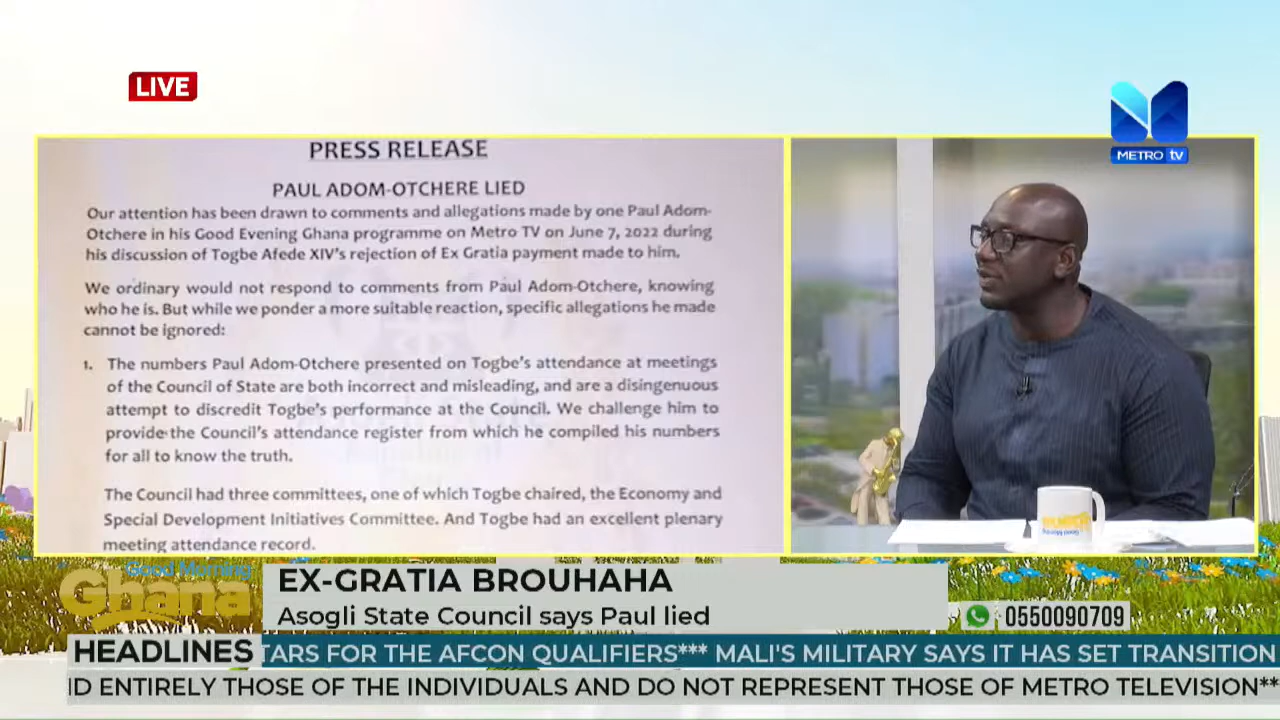 LIVE
METRO tv
PRESS RELEASE
PAUL ADOM-OTCHERE LIED
Our attention has been drawn to comments and allegations made by one Paul Adom-
Otchere in his Good Evening Ghana programme on Metro TV on June 7, 2022 during
his discussion of Togbe Afede XIV's rejection of Ex Gratia payment made to him.
We ordinary would not respond to comments from Paul Adom-Otchere, knowing
who he is. But while we ponder a more suitable reaction, specific allegations he made
cannot be ignored:
1. The numbers Paul Adom-Otchere presented on Togbe's attendance at meetings
of the Council of State are both incorrect and misleading, and are a disingenuous
attempt to discredit Togbe's performance at the Council. We challenge him to
provide the Council's attendance register from which he compiled his numbers
for all to know the truth.
The Council had three committees, one of which Togbe chaired, the Economy and
Special Development Initiatives Committee. And Togbe had an excellent plenary
meeting attendance record.
Good Morning
Ghana
EX-GRATIA BROUHAHA
Asogli State Council says Paul lied
0550090709
HEADLINES
TARS FOR THE AFCON QUALIFIERS*** MALI'S MILITARY SAYS IT HAS SET TRANSITION
ID ENTIRELY THOSE OF THE INDIVIDUALS AND DO NOT REPRESENT THOSE OF METRO TELEVISION**